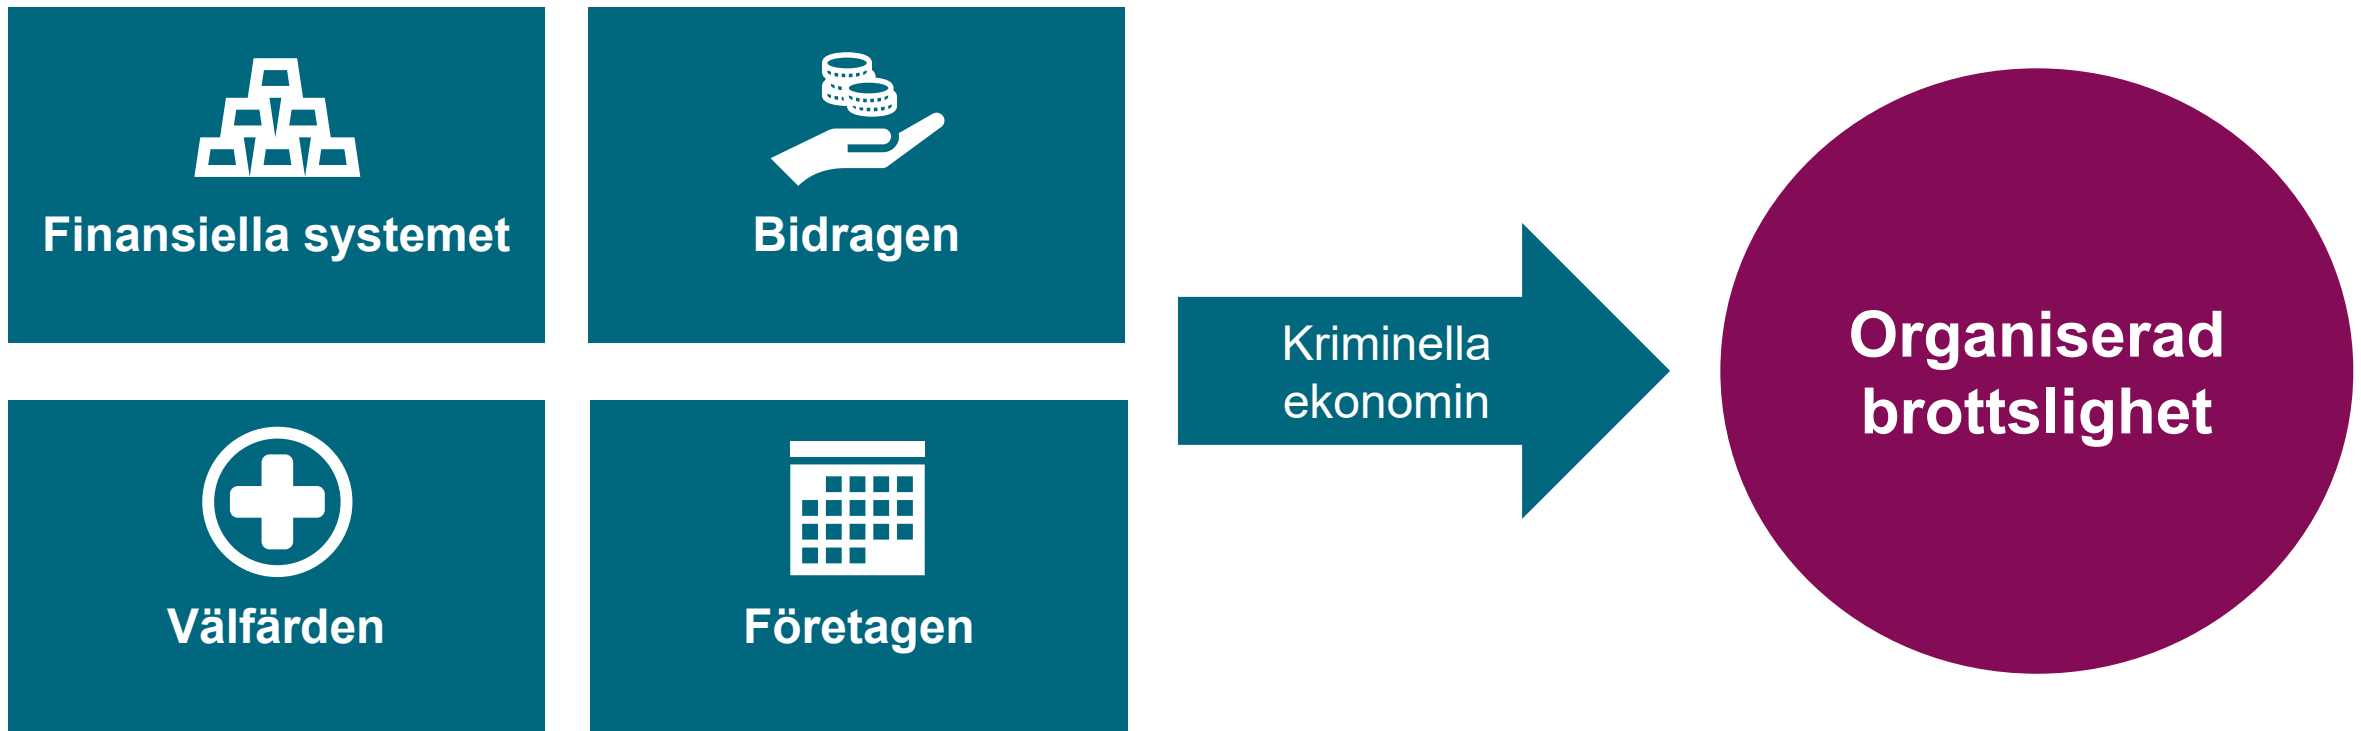 Finansiella systemet
Bidragen
Välfärden
Företagen
Kriminella
ekonomin
Organiserad
brottslighet